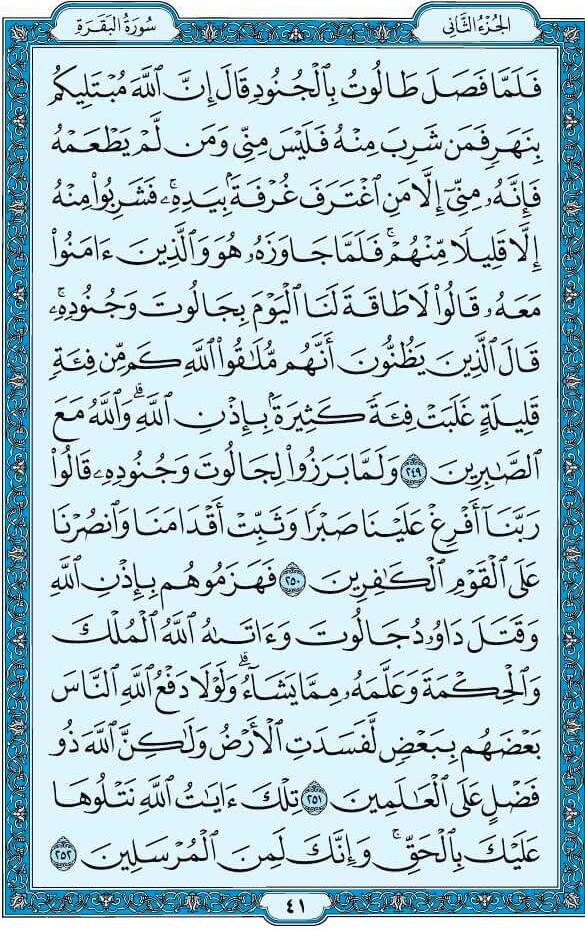 الجُزْءُ الثَّانِي
سُورَةُ البَقَرَةِ
فَلَمَّا فَصَلَ طَالُوتُ بِٱلْجُنُودِ قَالَ إِنَّ ٱللَّهَ مُبْتَلِيكُم
بِنَهَرٍ فَمَن شَرِبَ مِنْهُ فَلَيْسَ مِنِّى وَمَن لَّمْ يَطْعَمْهُ
فَإِنَّهُۥ مِنِّىٓ إِلَّا مَنِ ٱغْتَرَفَ غُرْفَةَۢ بِيَدِهِۦۚ فَشَرِبُوا۟ مِنْهُ
إِلَّا قَلِيلًا مِّنْهُمْۚ فَلَمَّا جَاوَزَهُۥ هُوَ وَٱلَّذِينَ ءَامَنُوا۟
مَعَهُۥ قَالُوا۟ لَا طَاقَةَ لَنَا ٱلْيَوْمَ بِجَالُوتَ وَجُنُودِهِۦۚ
قَالَ ٱلَّذِينَ يَظُنُّونَ أَنَّهُم مُّلَٰقُوا۟ ٱللَّهِ كَم مِّن فِئَةٍ
قَلِيلَةٍ غَلَبَتْ فِئَةً كَثِيرَةَۢ بِإِذْنِ ٱللَّهِۗ وَٱللَّهُ مَعَ
ٱلصَّٰبِرِينَ ٢٤٩ وَلَمَّا بَرَزُوا۟ لِجَالُوتَ وَجُنُودِهِۦ قَالُوا۟
رَبَّنَآ أَفْرِغْ عَلَيْنَا صَبْرًا وَثَبِّتْ أَقْدَامَنَا وَٱنصُرْنَا
عَلَى ٱلْقَوْمِ ٱلْكَٰفِرِينَ ٢٥٠ فَهَزَمُوهُم بِإِذْنِ ٱللَّهِ
وَقَتَلَ دَاوُۥدُ جَالُوتَ وَءَاتَىٰهُ ٱللَّهُ ٱلْمُلْكَ
وَٱلْحِكْمَةَ وَعَلَّمَهُۥ مِمَّا يَشَآءُۗ وَلَوْلَا دَفْعُ ٱللَّهِ ٱلنَّاسَ
بَعْضَهُم بِبَعْضٍ لَّفَسَدَتِ ٱلْأَرْضُ وَلَٰكِنَّ ٱللَّهَ ذُو
فَضْلٍ عَلَى ٱلْعَٰلَمِينَ ٢٥١ تِلْكَ ءَايَٰتُ ٱللَّهِ نَتْلُوهَا
عَلَيْكَ بِٱلْحَقِّۚ وَإِنَّكَ لَمِنَ ٱلْمُرْسَلِينَ ٢٥٢
٤١